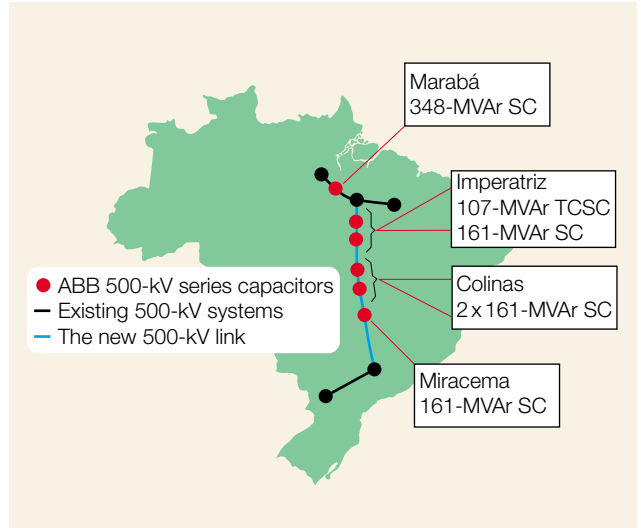 Marabá
348-MVAr SC
Imperatriz
107-MVAr TCSC
161-MVAr SC
ABB 500-kV series capacitors
Existing 500-kV systems
The new 500-kV link
Colinas
2 x 161-MVAr SC
Miracema
161-MVAr SC